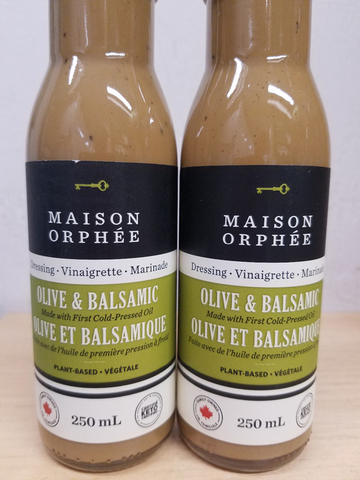 MAISON
ORPHÉE
Dressing · Vinaigrette · Marinade
OLIVE & BALSAMIC
Made with First Cold-Pressed Oil
OLIVE ET BALSAMIQUE
Faite avec de l'huile de première pression à froid
PLANT-BASED · VÉGÉTALE
250 mL
MAISON
ORPHÉE
Dressing · Vinaigrette · Marinade
OLIVE & BALSAMIC
Made with First Cold-Pressed Oil
OLIVE ET BALSAMIQUE
Faite avec de l'huile de première pression
PLANT-BASED · VÉGÉTALE
250 mL